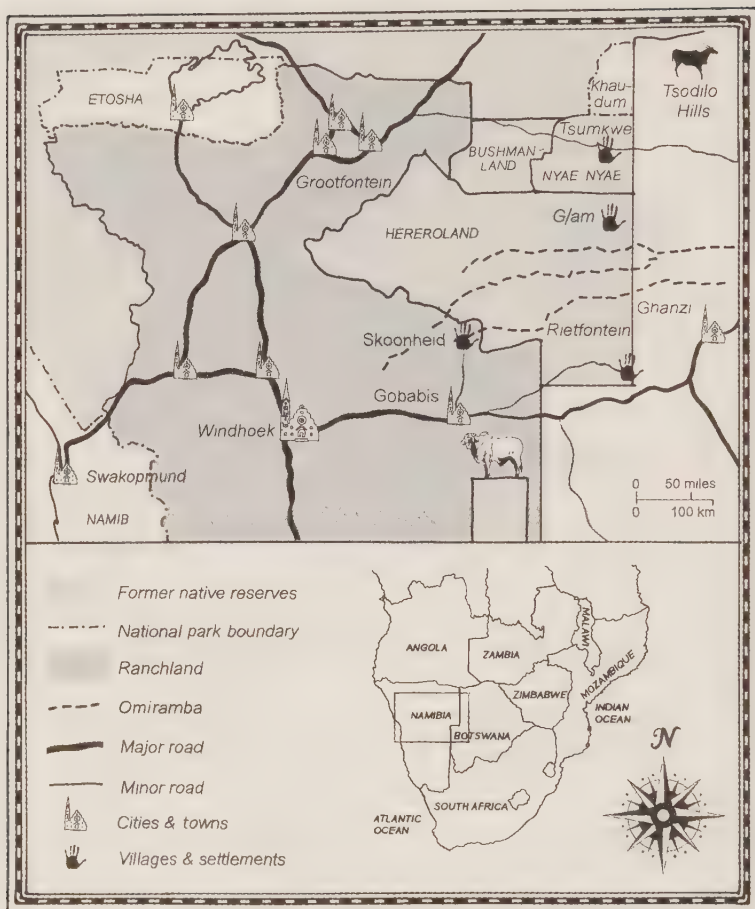 ETOSHA
Khau-
dum
Tsodilo
Hills
Tsumkwe
BUSHMAN
LAND
NYAE NYAE
Grootfontein
G/am
HEREROLAND
Ghanzi
Rietfontein
Skoonheid
Gobabis
Windhoek
Swakopmund
NAMIB
0 50 miles
0 100 km
Former native reserves
National park boundary
Ranchland
Omiramba
Major road
Minor road
Cities & towns
Villages & settlements
ANGOLA
ZAMBIA
MALAWI
MOZAMBIQUE
ZIMBABWE
NAMIBIA
BOTSWANA
INDIAN
OCEAN
SOUTH AFRICA
ATLANTIC
OCEAN
N